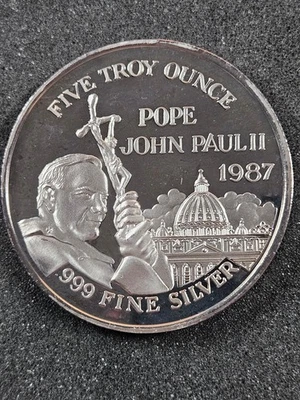 FIVE TROY OUNCE
POPE
JOHN PAUL II
1987
999 FINE SILVER